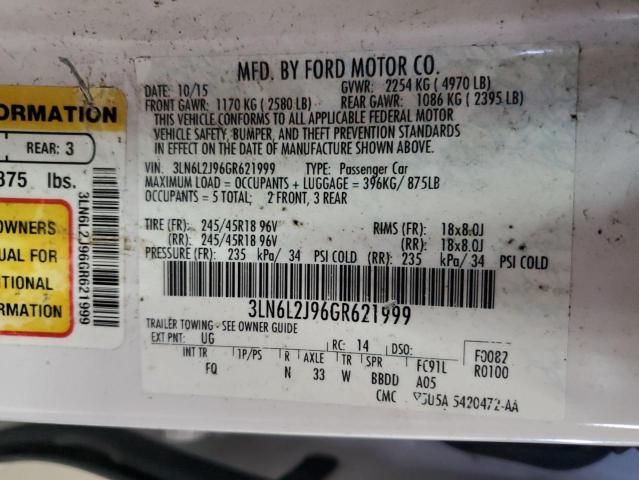 MFD. BY FORD MOTOR CO.
DATE: 10/15 GVWR: 2254 KG ( 4970 LB)
FRONT GAWR: 1170 KG ( 2580 LB) REAR GAWR: 1086 KG ( 2395 LB)
THIS VEHICLE CONFORMS TO ALL APPLICABLE FEDERAL MOTOR
VEHICLE SAFETY, BUMPER, AND THEFT PREVENTION STANDARDS
IN EFFECT ON THE DATE OF MANUFACTURE SHOWN ABOVE.
VIN: 3LN6L2J96GR621999 TYPE: Passenger Car
MAXIMUM LOAD = OCCUPANTS + LUGGAGE = 396KG/ 875LB
OCCUPANTS = 5 TOTAL; 2 FRONT, 3 REAR
TIRE (FR): 245/45R18 96V RIMS (FR): 18x8.0J
(RR): 245/45R18 96V (RR): 18x8.0J
PRESSURE (FR): 235 kPa/ 34 PSI COLD (RR): 235 kPa/ 34 PSI COLD
3LN6L2J96GR621999
TRAILER TOWING - SEE OWNER GUIDE
EXT PNT: UG RC: 14 DSO: F0082
INT TR 1P/PS R AXLE TR SPR FC91L R0100
FQ N 33 W BBDD A05
CMC 5U5A 5420472-AA
ORMATION
REAR: 3
875 lbs.
OWNERS
UAL FOR
ITIONAL
RMATION
3LN6L2J96GR621999